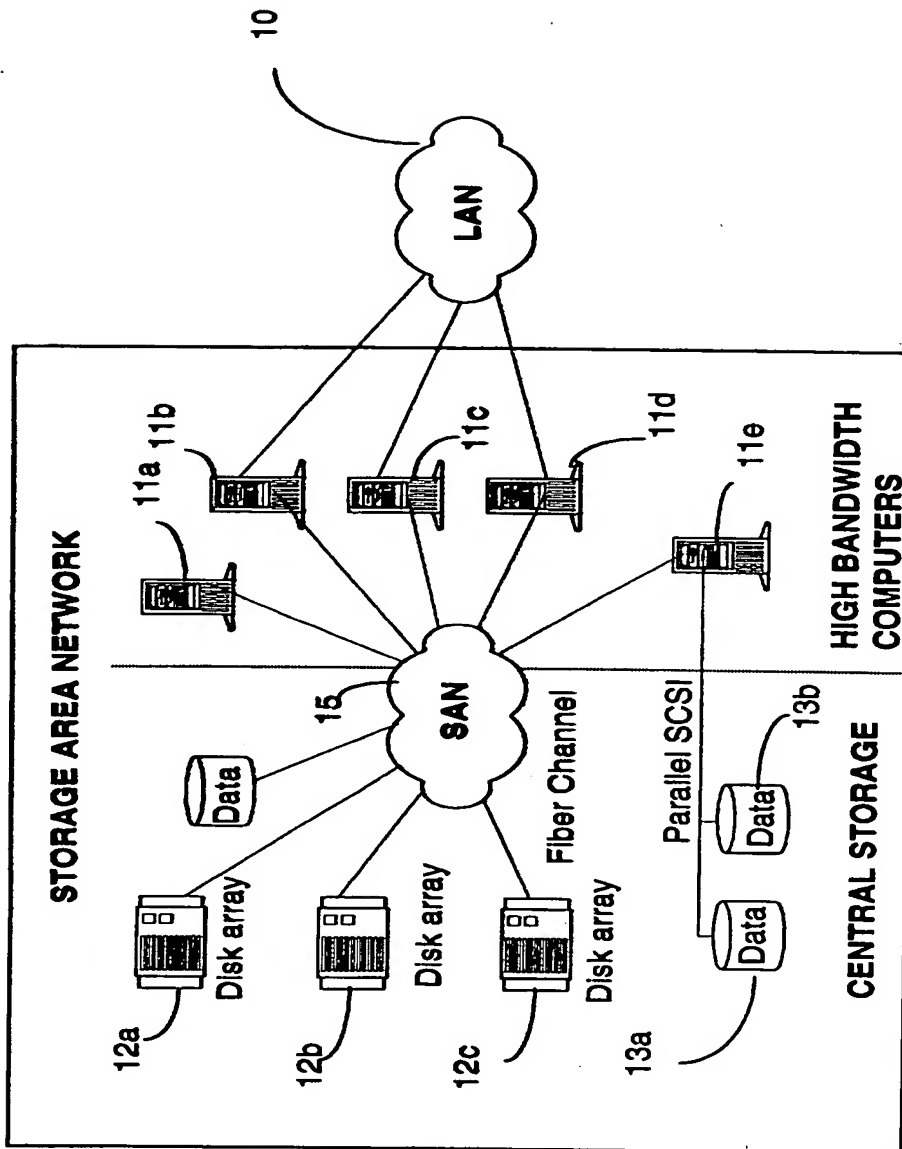 STORAGE AREA NETWORK
12a
Disk array
12b
Disk array
12c
Disk array
Data
15
SAN
Fiber Channel
11a
11b
11c
11d
11e
LAN
10
Parallel SCSI
13a
Data
13b
Data
CENTRAL STORAGE
HIGH BANDWIDTH
COMPUTERS